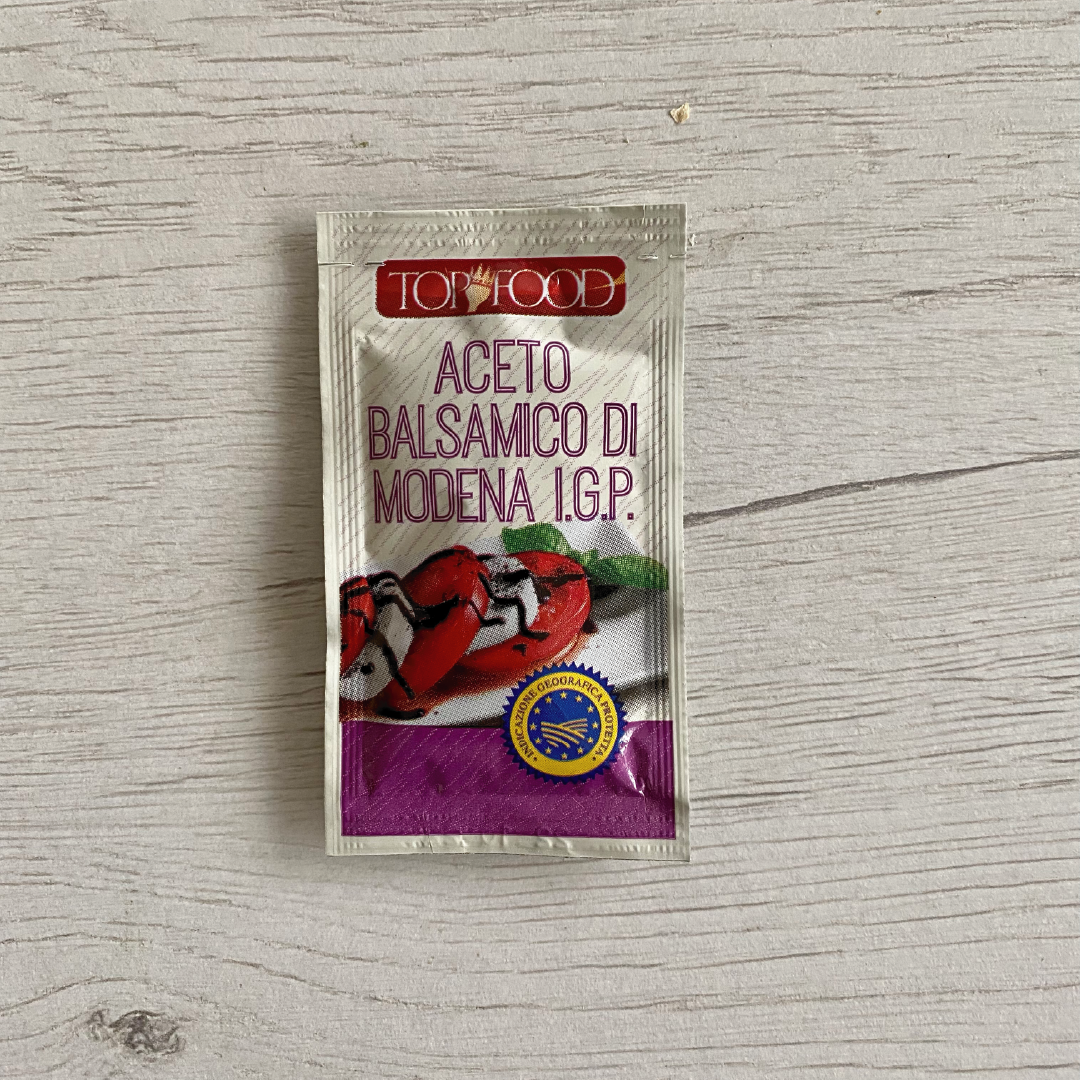 TOP FOOD
ACETO
BALSAMICO DI
MODENA I.G.P.
INDICAZIONE GEOGRAFICA PROTETTA